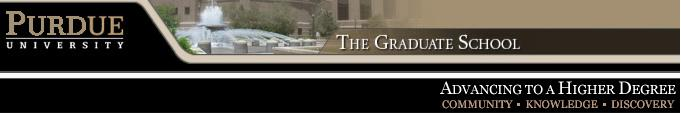 PURDUE
UNIVERSITY
THE GRADUATE SCHOOL
ADVANCING TO A HIGHER DEGREE
COMMUNITY ▪ KNOWLEDGE ▪ DISCOVERY